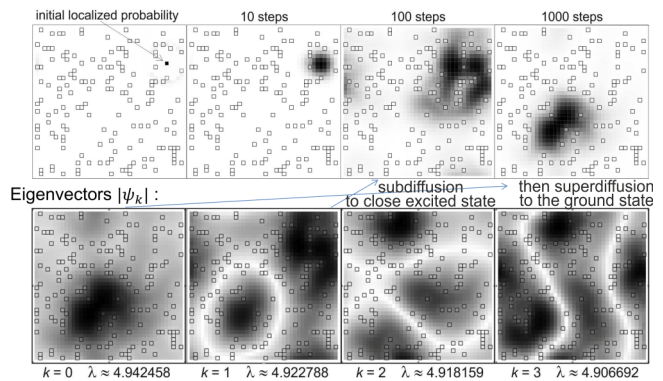 initial localized probability
10 steps
100 steps
1000 steps
subdiffusion
to close excited state
then superdiffusion
to the ground state
Eigenvectors |ψₖ| :
k = 0 λ ≈ 4.942458
k = 1 λ ≈ 4.922788
k = 2 λ ≈ 4.918159
k = 3 λ ≈ 4.906692